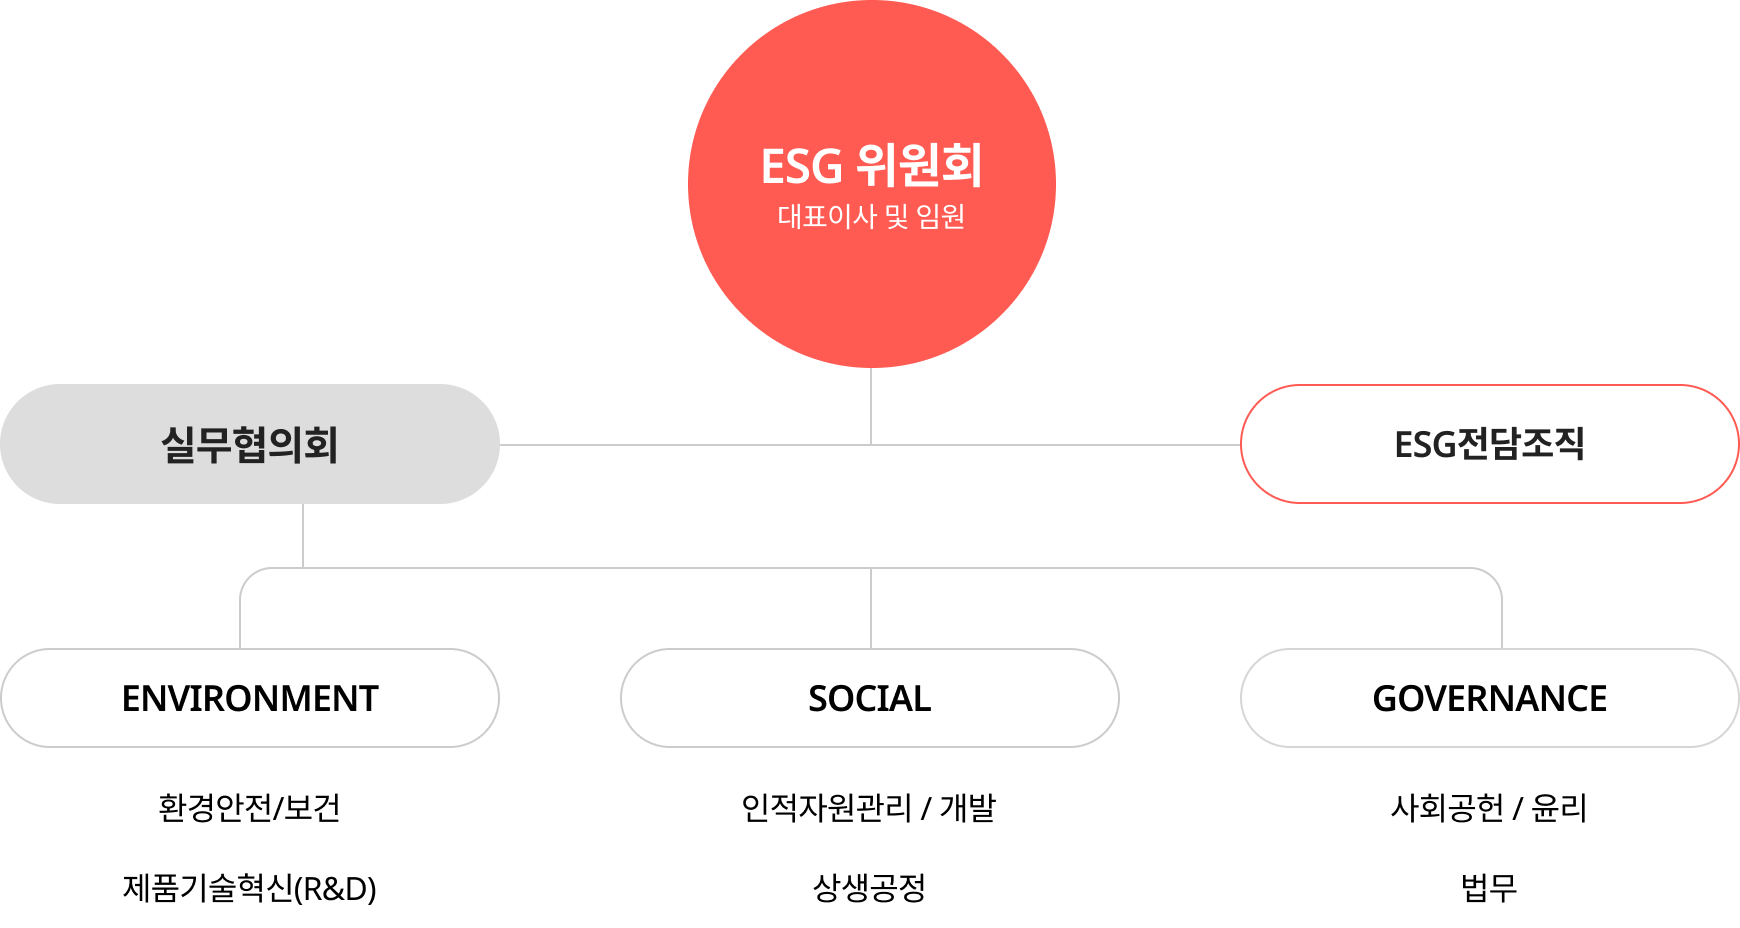 ESG 위원회
대표이사 및 임원
실무협의회
ESG전담조직
ENVIRONMENT
SOCIAL
GOVERNANCE
환경안전/보건
인적자원관리 / 개발
사회공헌 / 윤리
제품기술혁신(R&D)
상생공정
법무